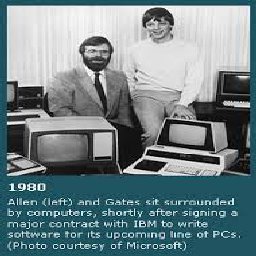 1980
Allen (left) and Gates sit surrounded
by computers, shortly after signing a
major contract with IBM to write
software for its upcoming line of PCs.
(Photo courtesy of Microsoft)